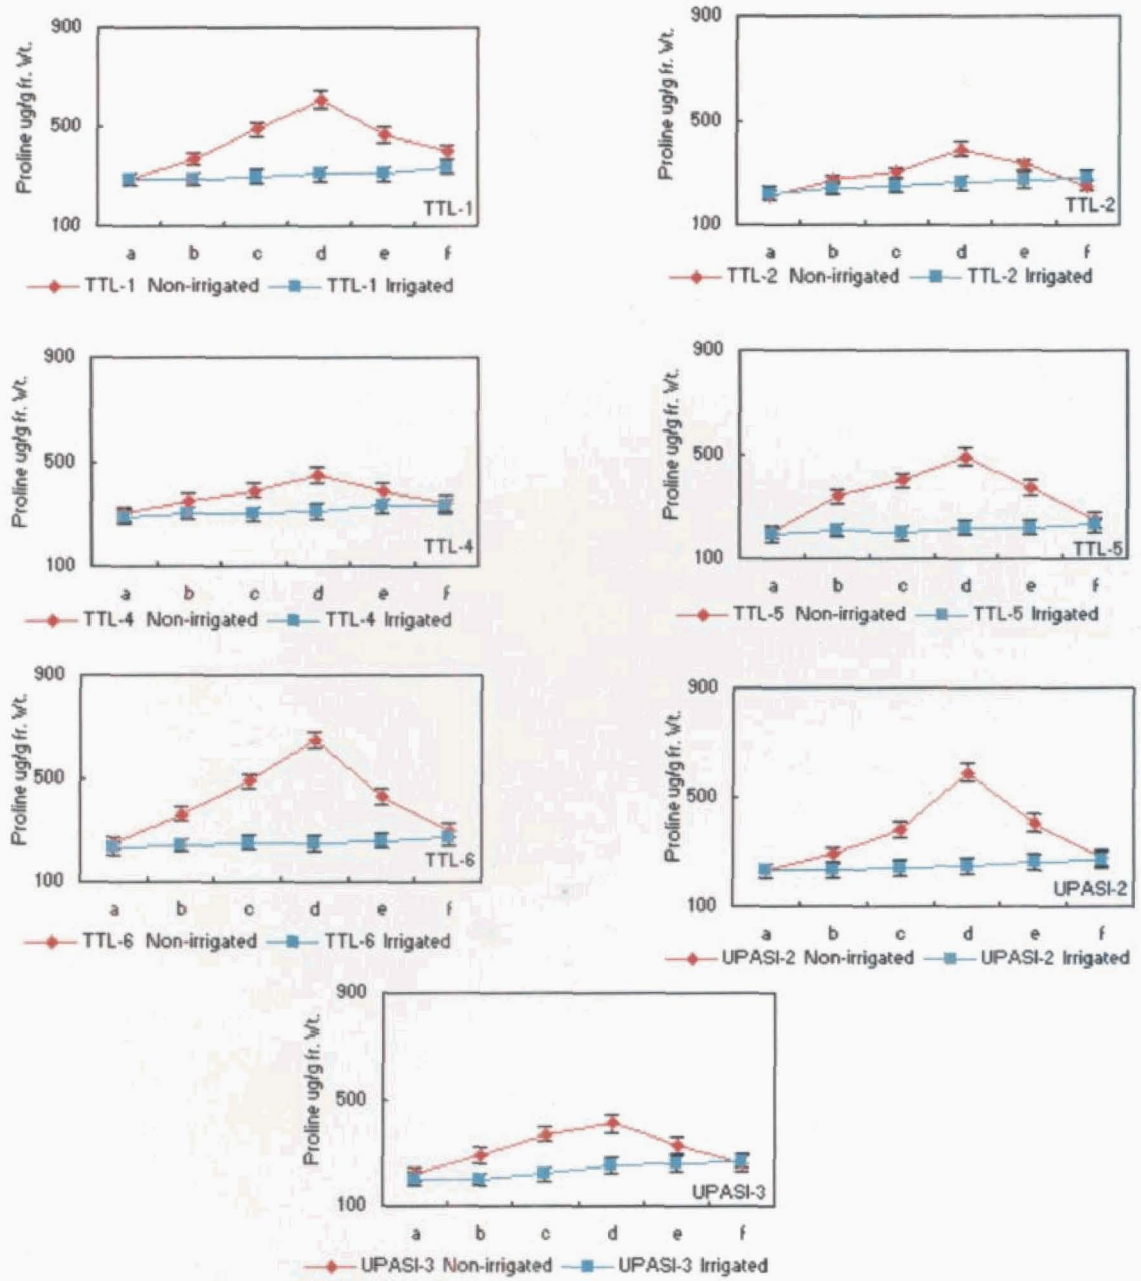 900
Proline ug/g fr. Wt.
500
100
TTL-1
a b c d e f
TTL-1 Non-irrigated TTL-1 Irrigated
900
Proline ug/g fr. Wt.
500
100
TTL-2
a b c d e f
TTL-2 Non-irrigated TTL-2 Irrigated
900
Proline ug/g fr. Wt.
500
100
TTL-4
a b c d e f
TTL-4 Non-irrigated TTL-4 Irrigated
900
Proline ug/g fr. Wt.
500
100
TTL-5
a b c d e f
TTL-5 Non-irrigated TTL-5 Irrigated
900
Proline ug/g fr. Wt.
500
100
TTL-6
a b c d e f
TTL-6 Non-irrigated TTL-6 Irrigated
900
Proline ug/g fr. Wt.
500
100
UPASI-2
a b c d e f
UPASI-2 Non-irrigated UPASI-2 Irrigated
900
Proline ug/g fr. Wt.
500
100
UPASI-3
a b c d e f
UPASI-3 Non-irrigated UPASI-3 Irrigated